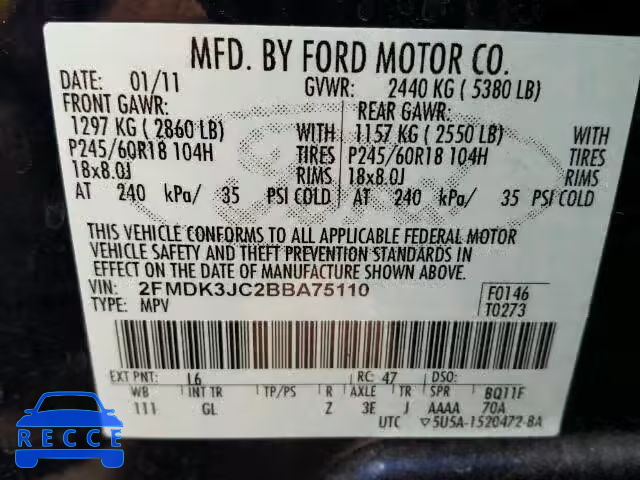 MFD. BY FORD MOTOR CO.
DATE: 01/11 GVWR: 2440 KG ( 5380 LB)
FRONT GAWR: REAR GAWR:
1297 KG ( 2860 LB) WITH 1157 KG ( 2550 LB) WITH
P245/60R18 104H TIRES P245/60R18 104H TIRES
18x8.0J RIMS 18x8.0J RIMS
AT 240 kPa/ 35 PSI COLD AT 240 kPa/ 35 PSI COLD
THIS VEHICLE CONFORMS TO ALL APPLICABLE FEDERAL MOTOR
VEHICLE SAFETY AND THEFT PREVENTION STANDARDS IN
EFFECT ON THE DATE OF MANUFACTURE SHOWN ABOVE.
VIN: 2FMDK3JC2BBA75110 F0146
TYPE: MPV T0273
EXT PNT: L6 RC: 47 DSO:
WB INT TR TP/PS R AXLE TR SPR BQ11F
111 GL Z 3E J AAAA 70A
UTC ▽5U5A-1520472-BA
RECCE